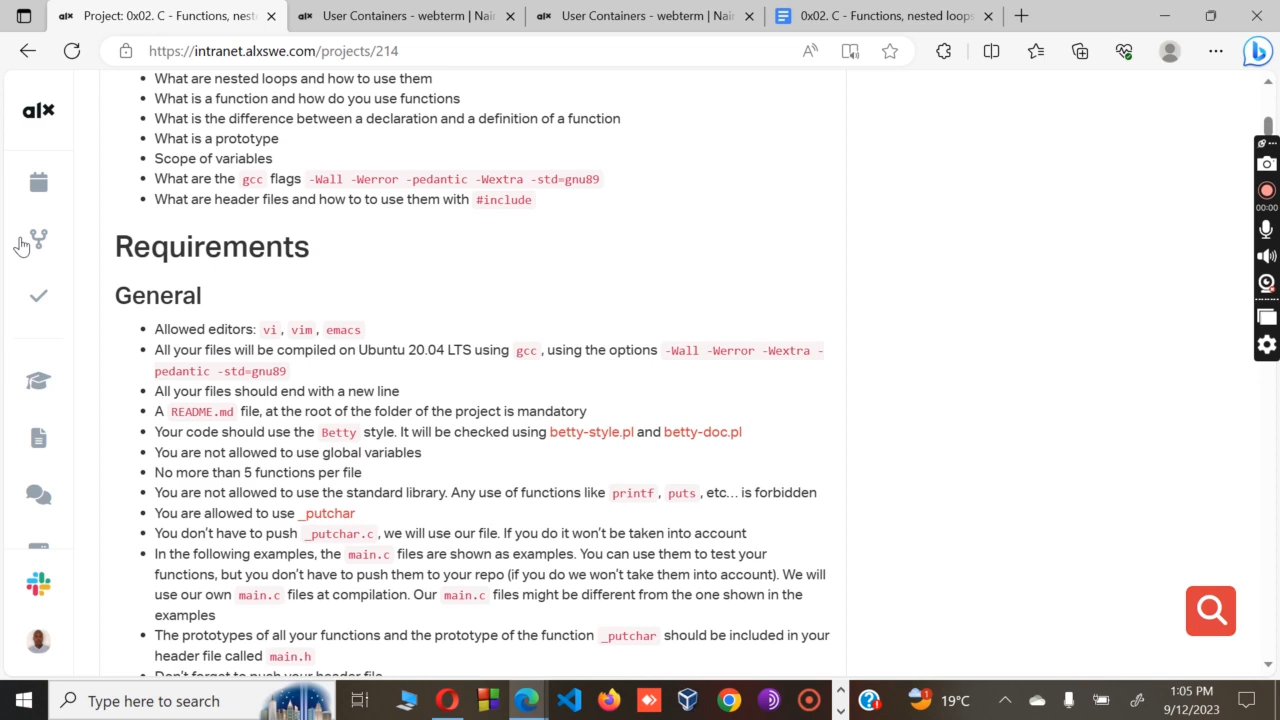 Project: 0x02. C - Functions, nest
User Containers - webterm | Nai
User Containers - webterm | Nai
0x02. C - Functions, nested loops
https://intranet.alxswe.com/projects/214
alx
What are nested loops and how to use them
What is a function and how do you use functions
What is the difference between a declaration and a definition of a function
What is a prototype
Scope of variables
What are the gcc flags -Wall -Werror -pedantic -Wextra -std=gnu89
What are header files and how to to use them with #include
Requirements
General
Allowed editors: vi, vim, emacs
All your files will be compiled on Ubuntu 20.04 LTS using gcc, using the options -Wall -Werror -Wextra -
pedantic -std=gnu89
All your files should end with a new line
A README.md file, at the root of the folder of the project is mandatory
Your code should use the Betty style. It will be checked using betty-style.pl and betty-doc.pl
You are not allowed to use global variables
No more than 5 functions per file
You are not allowed to use the standard library. Any use of functions like printf, puts, etc… is forbidden
You are allowed to use _putchar
You don't have to push _putchar.c, we will use our file. If you do it won't be taken into account
In the following examples, the main.c files are shown as examples. You can use them to test your
functions, but you don't have to push them to your repo (if you do we won't take them into account). We will
use our own main.c files at compilation. Our main.c files might be different from the one shown in the
examples
The prototypes of all your functions and the prototype of the function _putchar should be included in your
header file called main.h
Don't forget to push your header file
00:00
Type here to search
19°C
1:05 PM
9/12/2023